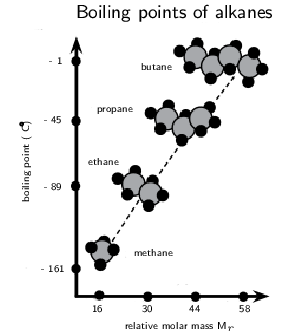 Boiling points of alkanes
- 1
butane
propane
- 45
boiling point ( C°)
ethane
- 89
methane
- 161
16 30 44 58
relative molar mass Mr